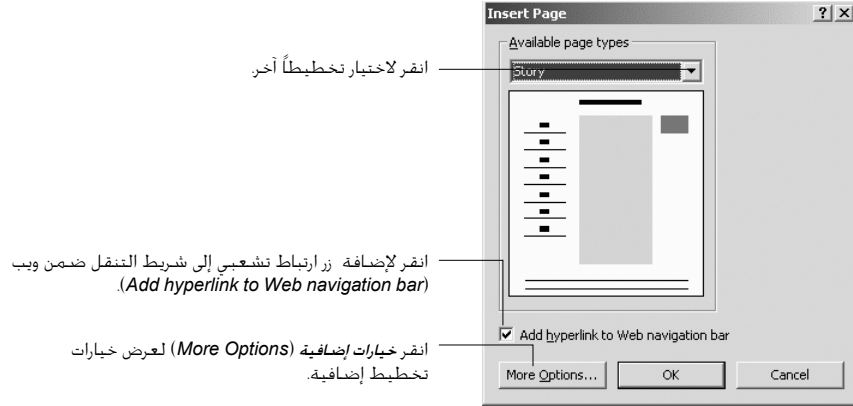 Insert Page
Available page types
Story
انقر لاختيار تخطيطاً آخر.
انقر لإضافة زر ارتباط تشعبي إلى شريط التنقل ضمن ويب
(Add hyperlink to Web navigation bar).
Add hyperlink to Web navigation bar
انقر خيارات إضافية (More Options) لعرض خيارات
تخطيط إضافية.
More Options...
OK
Cancel